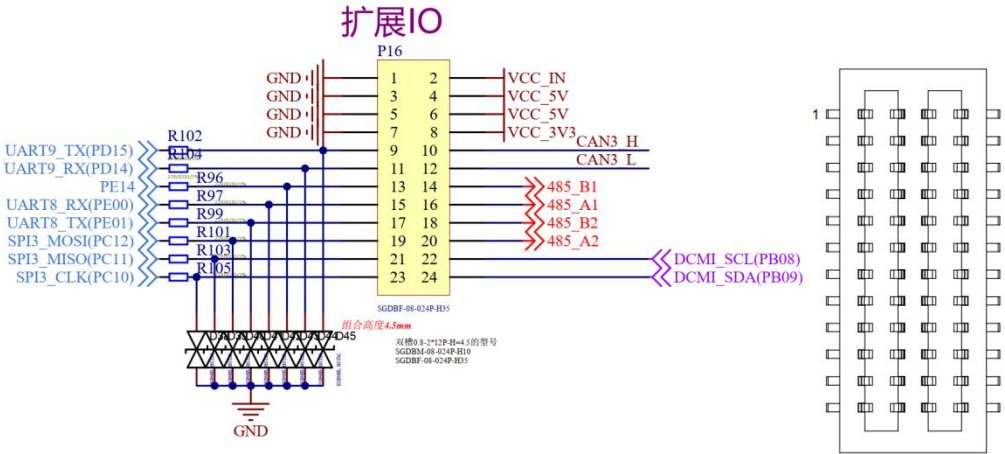 扩展IO
P16
GND 1 2 VCC_IN
GND 3 4 VCC_5V
GND 5 6 VCC_5V
GND 7 8 VCC_3V3
UART9_TX(PD15) R102 9 10 CAN3_H
UART9_RX(PD14) R104 11 12 CAN3_L
PE14 R96 13 14 485_B1
UART8_RX(PE00) R97 15 16 485_A1
UART8_TX(PE01) R99 17 18 485_B2
SPI3_MOSI(PC12) R101 19 20 485_A2
SPI3_MISO(PC11) R103 21 22 DCMI_SCL(PB08)
SPI3_CLK(PC10) R105 23 24 DCMI_SDA(PB09)
SGDBF-08-024P-H35
组合高度4.5mm
双槽0.8-2*12P-H=4.5的型号
SGDBM-08-024P-H10
SGDBF-08-024P-H35
D45
GND
1